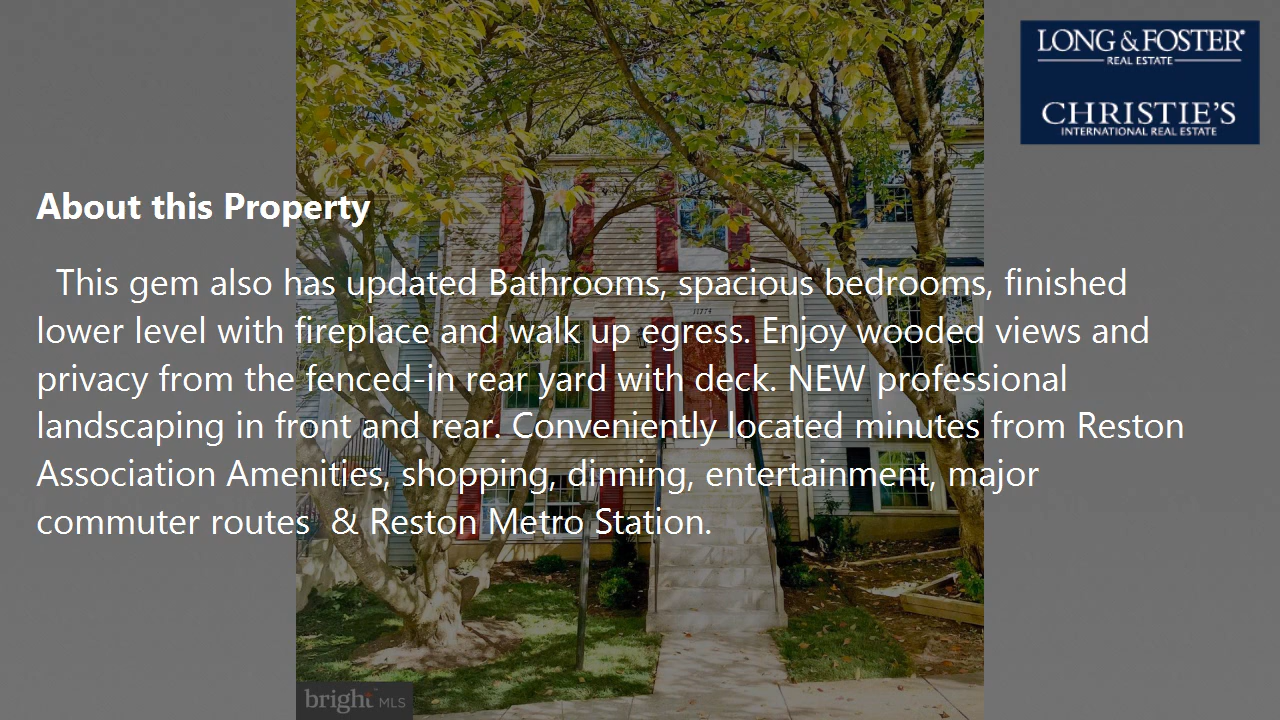 LONG & FOSTER®
REAL ESTATE
CHRISTIE'S
INTERNATIONAL REAL ESTATE
About this Property
This gem also has updated Bathrooms, spacious bedrooms, finished
lower level with fireplace and walk up egress. Enjoy wooded views and
privacy from the fenced-in rear yard with deck. NEW professional
landscaping in front and rear. Conveniently located minutes from Reston
Association Amenities, shopping, dinning, entertainment, major
commuter routes  & Reston Metro Station.
11774
bright™ MLS